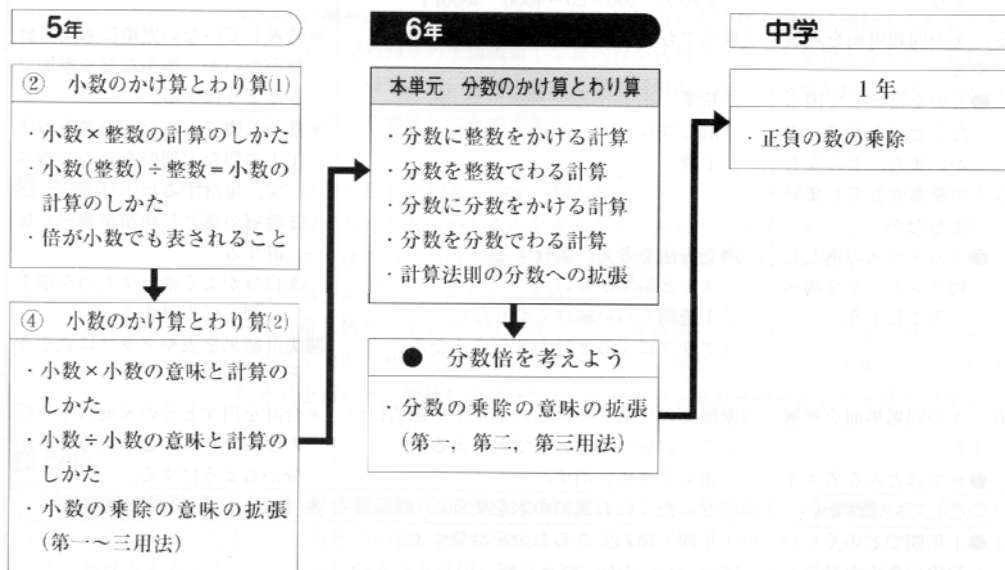 5年
② 小数のかけ算とわり算⑴
・小数×整数の計算のしかた
・小数(整数)÷整数=小数の
計算のしかた
・倍が小数でも表されること
④ 小数のかけ算とわり算⑵
・小数×小数の意味と計算の
しかた
・小数÷小数の意味と計算の
しかた
・小数の乗除の意味の拡張
(第一〜三用法)
6年
本単元 分数のかけ算とわり算
・分数に整数をかける計算
・分数を整数でわる計算
・分数に分数をかける計算
・分数を分数でわる計算
・計算法則の分数への拡張
● 分数倍を考えよう
・分数の乗除の意味の拡張
(第一,第二,第三用法)
中学
1年
・正負の数の乗除